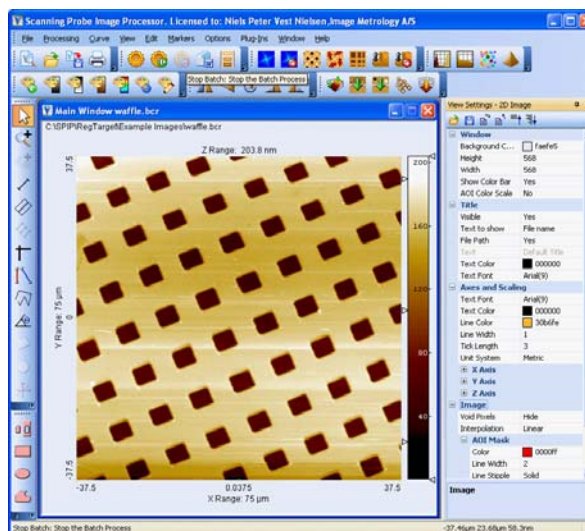 Scanning Probe Image Processor. Licensed to: Niels Peter Vest Nielsen,Image Metrology A/S
File Processing Curve View Edit Markers Options Plug-Ins Window Help
Stop Batch: Stop the Batch Process
Main Window waffle.bcr
C:\SPIP\RegTarget\Example Images\waffle.bcr
Z Range: 203.8 nm
37.5
Y Range: 75 µm
0
-37.5
-37.5 0.0375 37.5
X Range: 75 µm
200
160
120
80
40
0
View Settings - 2D Image
Window
Background C... faefe5
Height 568
Width 568
Show Color Bar Yes
AOI Color Scale No
Title
Visible Yes
Text to show File name
File Path Yes
Text Default Title
Text Color 000000
Text Font Arial(9)
Axes and Scaling
Text Font Arial(9)
Text Color 000000
Line Color 30b6fe
Line Width 1
Tick Length 3
Unit System Metric
X Axis
Y Axis
Z Axis
Image
Void Pixels Hide
Interpolation Linear
AOI Mask
Color 0000ff
Line Width 2
Line Stipple Solid
Image
Stop Batch: Stop the Batch Process
-37.46µm 23.68µm 58.3nm